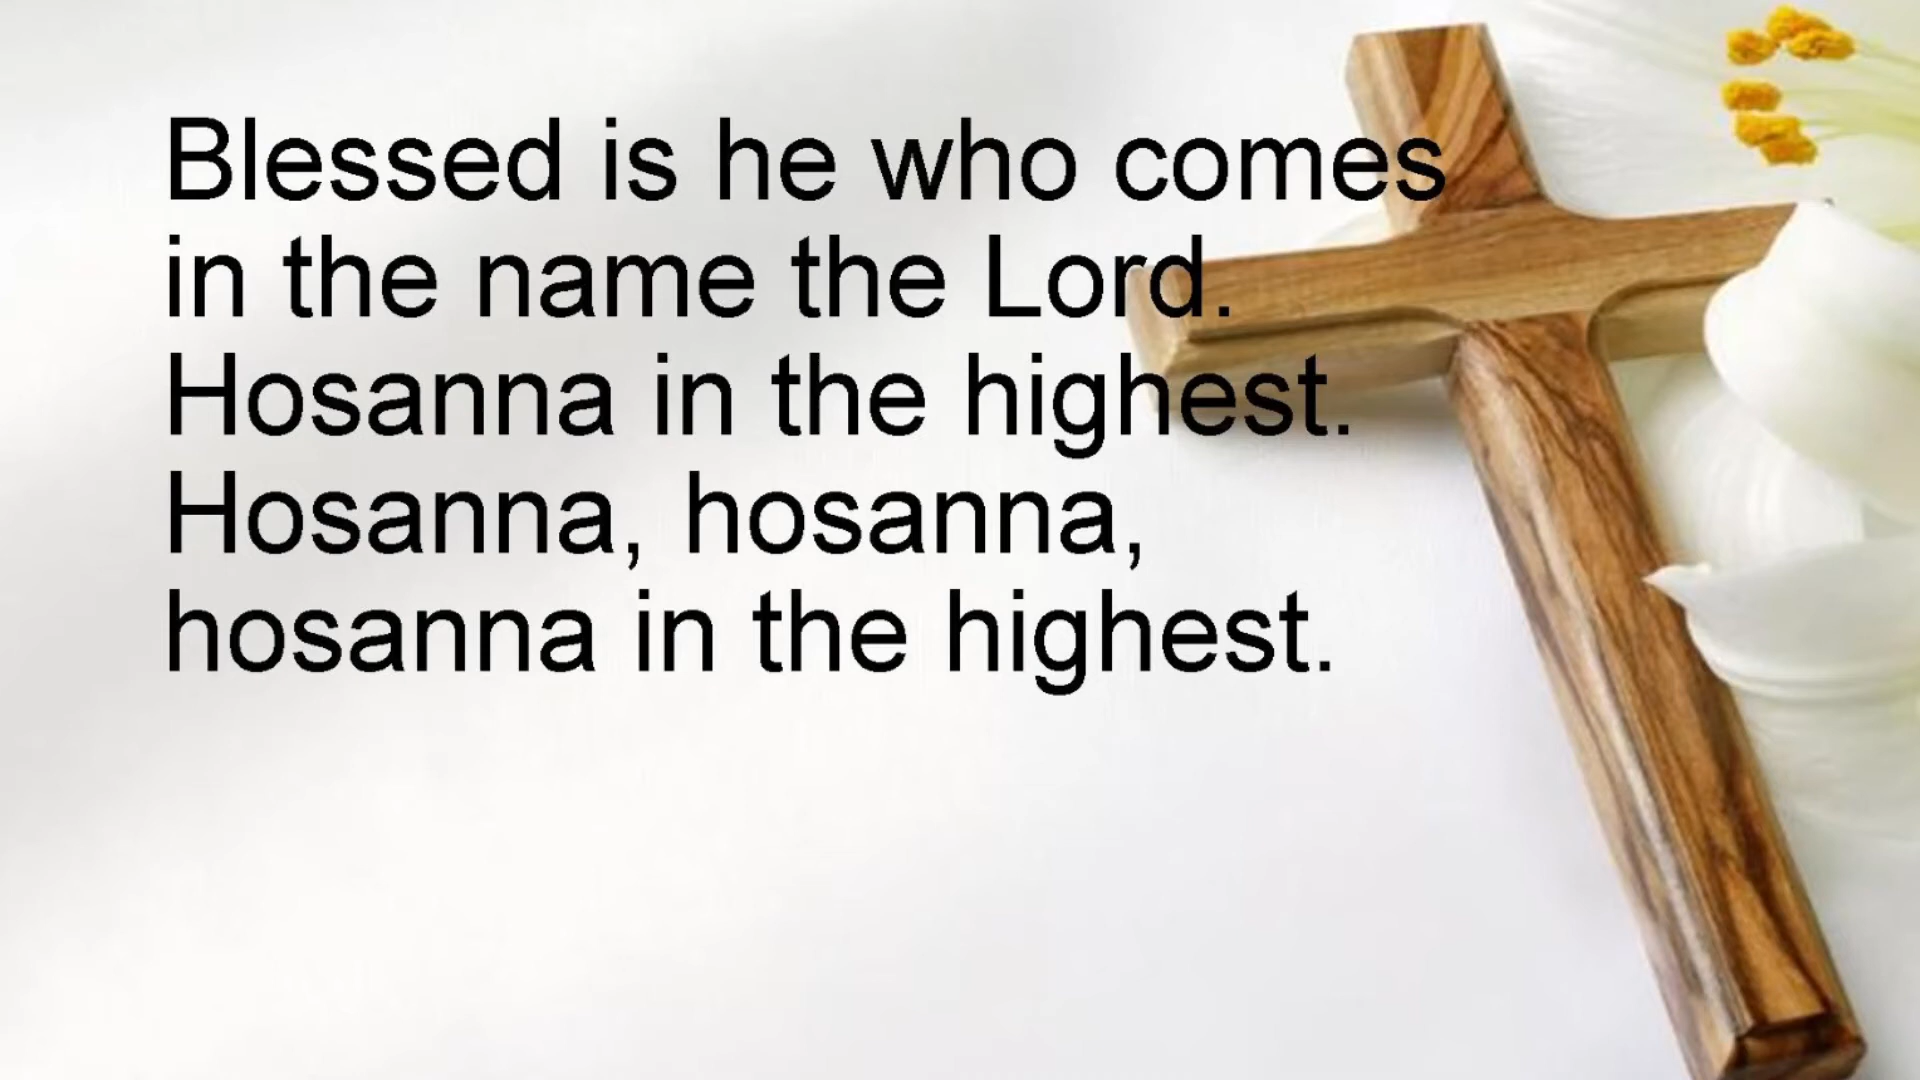 Blessed is he who comes
in the name the Lord.
Hosanna in the highest.
Hosanna, hosanna,
hosanna in the highest.